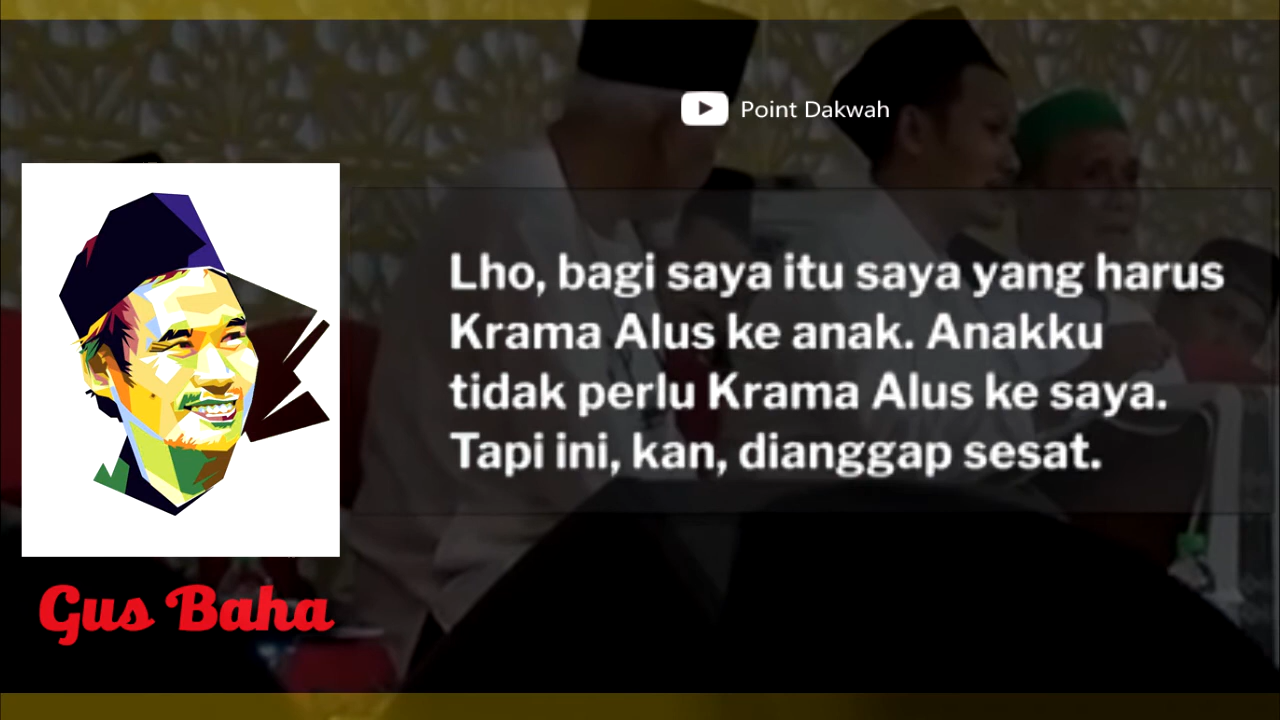 Point Dakwah
Lho, bagi saya itu saya yang harus
Krama Alus ke anak. Anakku
tidak perlu Krama Alus ke saya.
Tapi ini, kan, dianggap sesat.
Gus Baha